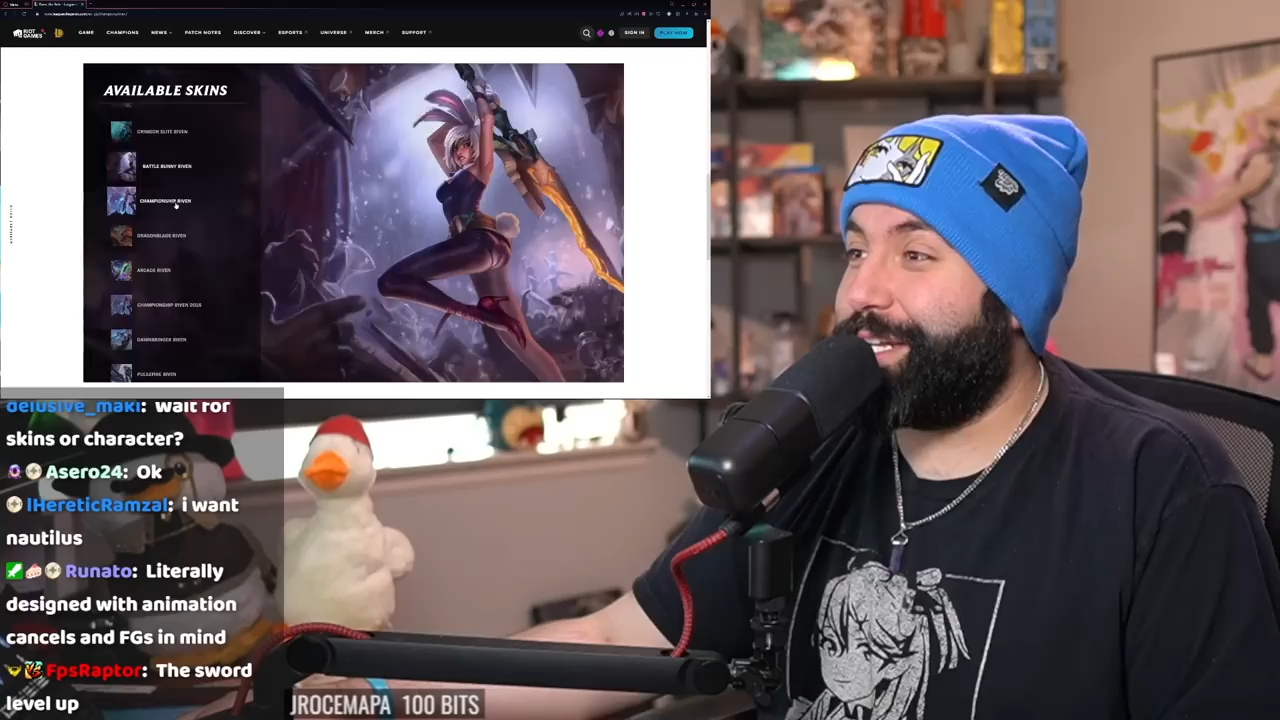 RIOT GAMES
GAME CHAMPIONS NEWS PATCH NOTES DISCOVER ESPORTS UNIVERSE MERCH SUPPORT SIGN IN PLAY NOW
AVAILABLE SKINS
CRIMSON ELITE RIVEN
BATTLE BUNNY RIVEN
CHAMPIONSHIP RIVEN
DRAGONBLADE RIVEN
ARCADE RIVEN
CHAMPIONSHIP RIVEN 2016
DAWNBRINGER RIVEN
PULSEFIRE RIVEN
delusive_maki: wait for
skins or character?
Asero24: Ok
lHereticRamzal: i want
nautilus
Runato: Literally
designed with animation
cancels and FGs in mind
FpsRaptor: The sword
level up
JROCEMAPA 100 BITS